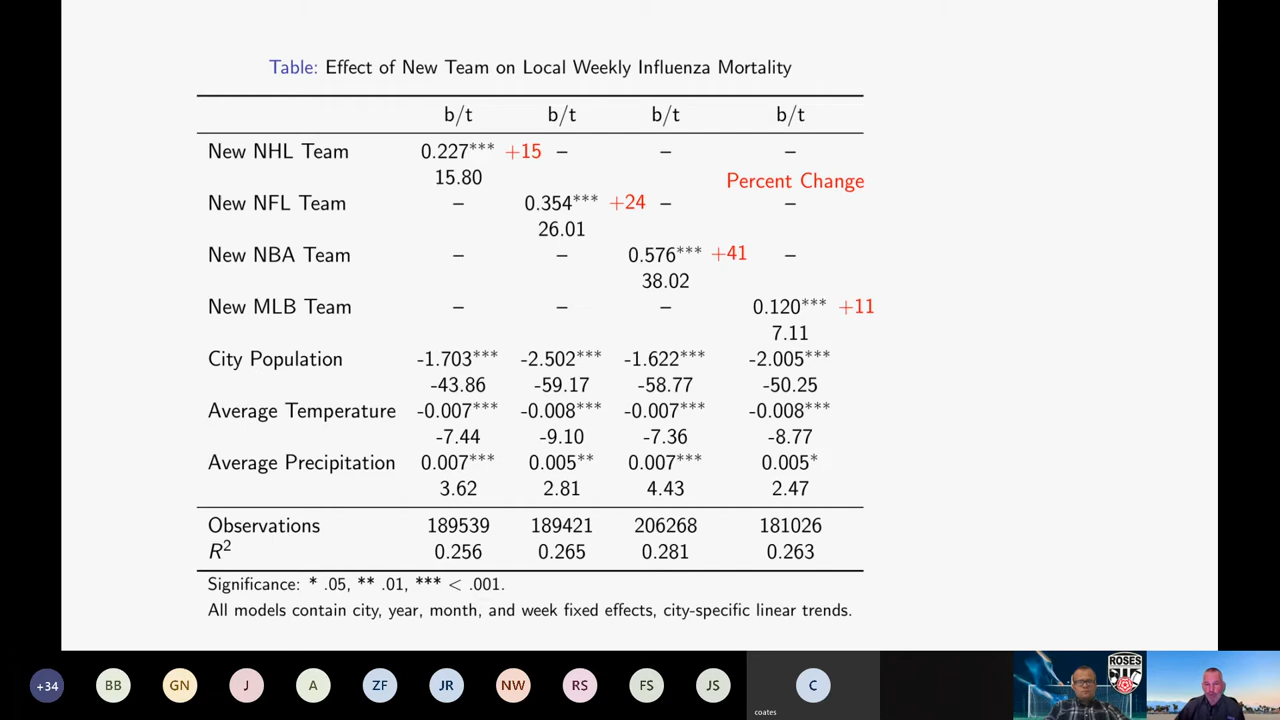 Table: Effect of New Team on Local Weekly Influenza Mortality
b/t b/t b/t b/t
New NHL Team 0.227*** +15 – – –
15.80 Percent Change
New NFL Team – 0.354*** +24 – –
26.01
New NBA Team – – 0.576*** +41 –
38.02
New MLB Team – – – 0.120*** +11
7.11
City Population -1.703*** -2.502*** -1.622*** -2.005***
-43.86 -59.17 -58.77 -50.25
Average Temperature -0.007*** -0.008*** -0.007*** -0.008***
-7.44 -9.10 -7.36 -8.77
Average Precipitation 0.007*** 0.005** 0.007*** 0.005*
3.62 2.81 4.43 2.47
Observations 189539 189421 206268 181026
R² 0.256 0.265 0.281 0.263
Significance: * .05, ** .01, *** < .001.
All models contain city, year, month, and week fixed effects, city-specific linear trends.
+34 BB GN J A ZF JR NW RS FS JS C
coates
ROSES